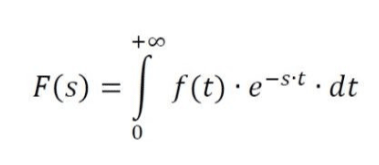 F(s) = ∫₀⁺∞ f(t) · e⁻ˢ˙ᵗ · dt